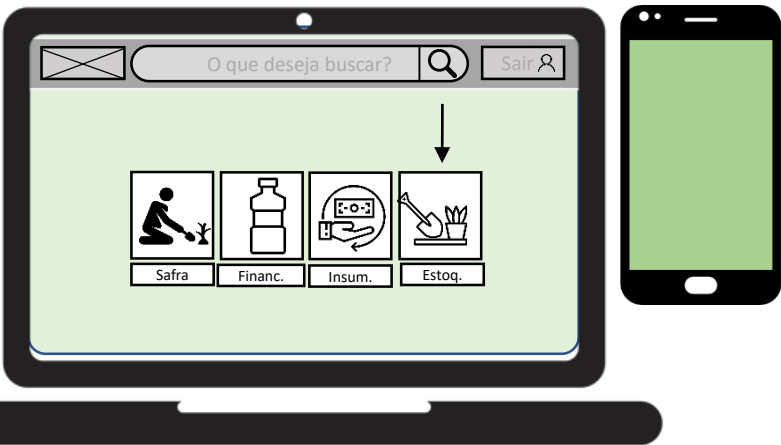 O que deseja buscar?
Sair
Safra
Financ.
Insum.
Estoq.